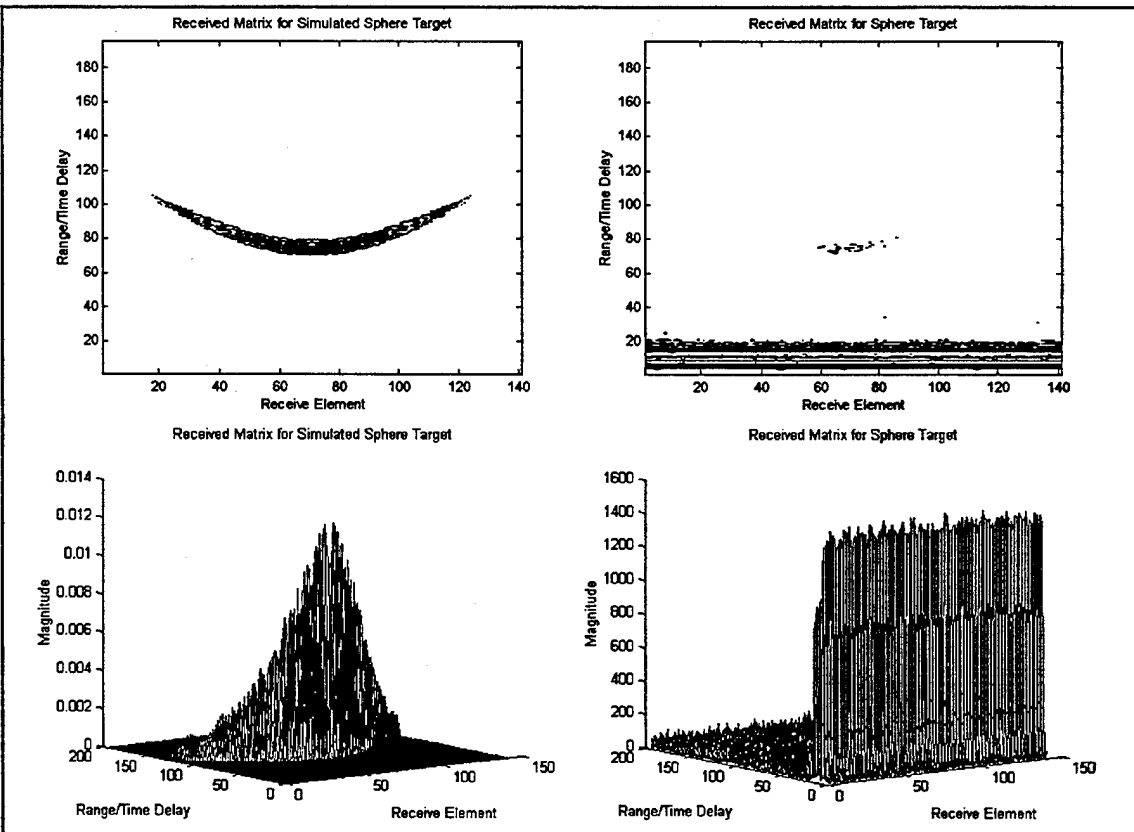 Received Matrix for Simulated Sphere Target
180
160
140
120
100
80
60
40
20
Range/Time Delay
20 40 60 80 100 120 140
Receive Element
Received Matrix for Sphere Target
180
160
140
120
100
80
60
40
20
Range/Time Delay
20 40 60 80 100 120 140
Receive Element
Received Matrix for Simulated Sphere Target
0.014
0.012
0.01
0.008
0.006
0.004
0.002
0
Magnitude
200 150 100 50 0
0 50 100 150
Range/Time Delay
Receive Element
Received Matrix for Sphere Target
1600
1400
1200
1000
800
600
400
200
0
Magnitude
200 150 100 50 0
0 50 100 150
Range/Time Delay
Receive Element